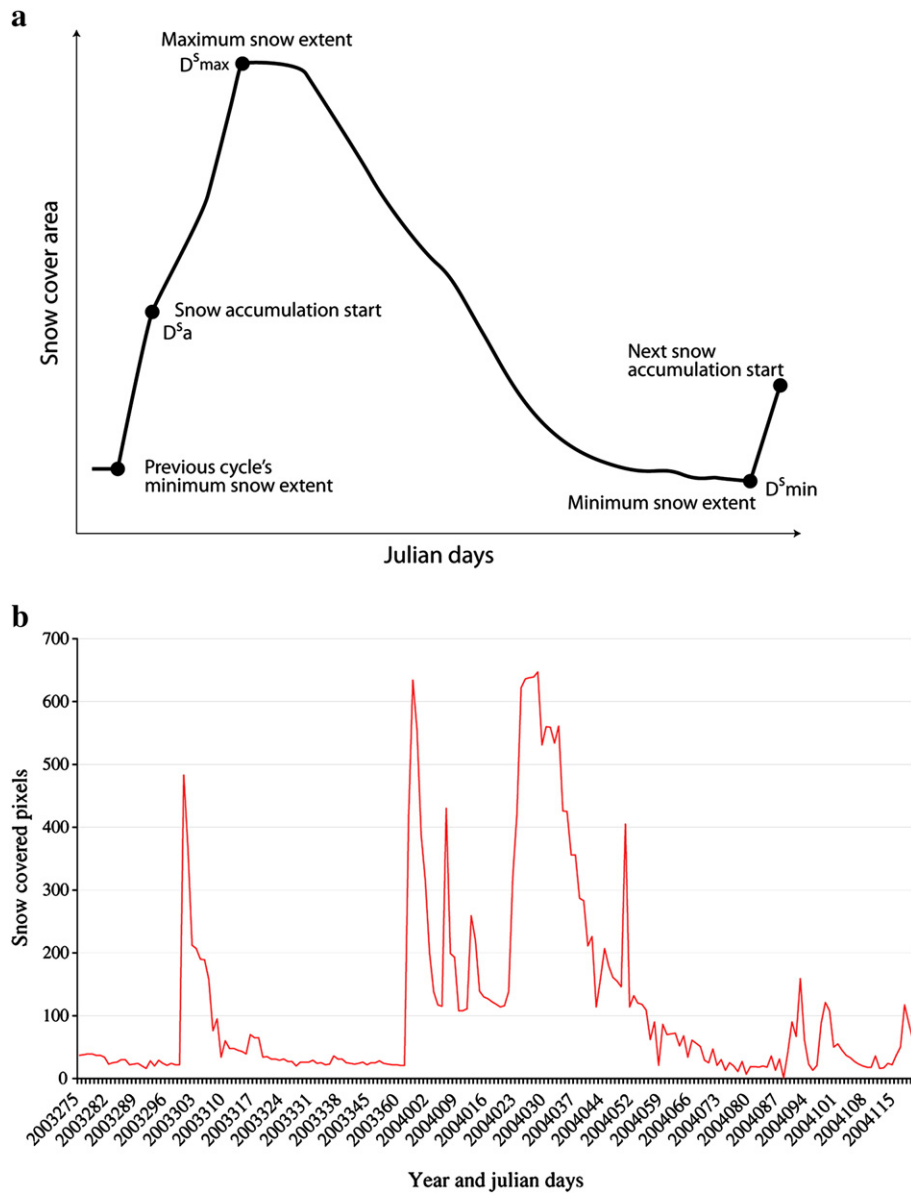 a
Maximum snow extent
Dˢmax
Snow cover area
Snow accumulation start
Dˢa
Next snow
accumulation start
Previous cycle's
minimum snow extent
Minimum snow extent
Dˢmin
Julian days
b
700
600
500
400
300
200
100
0
Snow covered pixels
2003275
2003282
2003289
2003296
2003303
2003310
2003317
2003324
2003331
2003338
2003345
2003360
2004002
2004009
2004016
2004023
2004030
2004037
2004044
2004052
2004059
2004066
2004073
2004080
2004087
2004094
2004101
2004108
2004115
Year and julian days